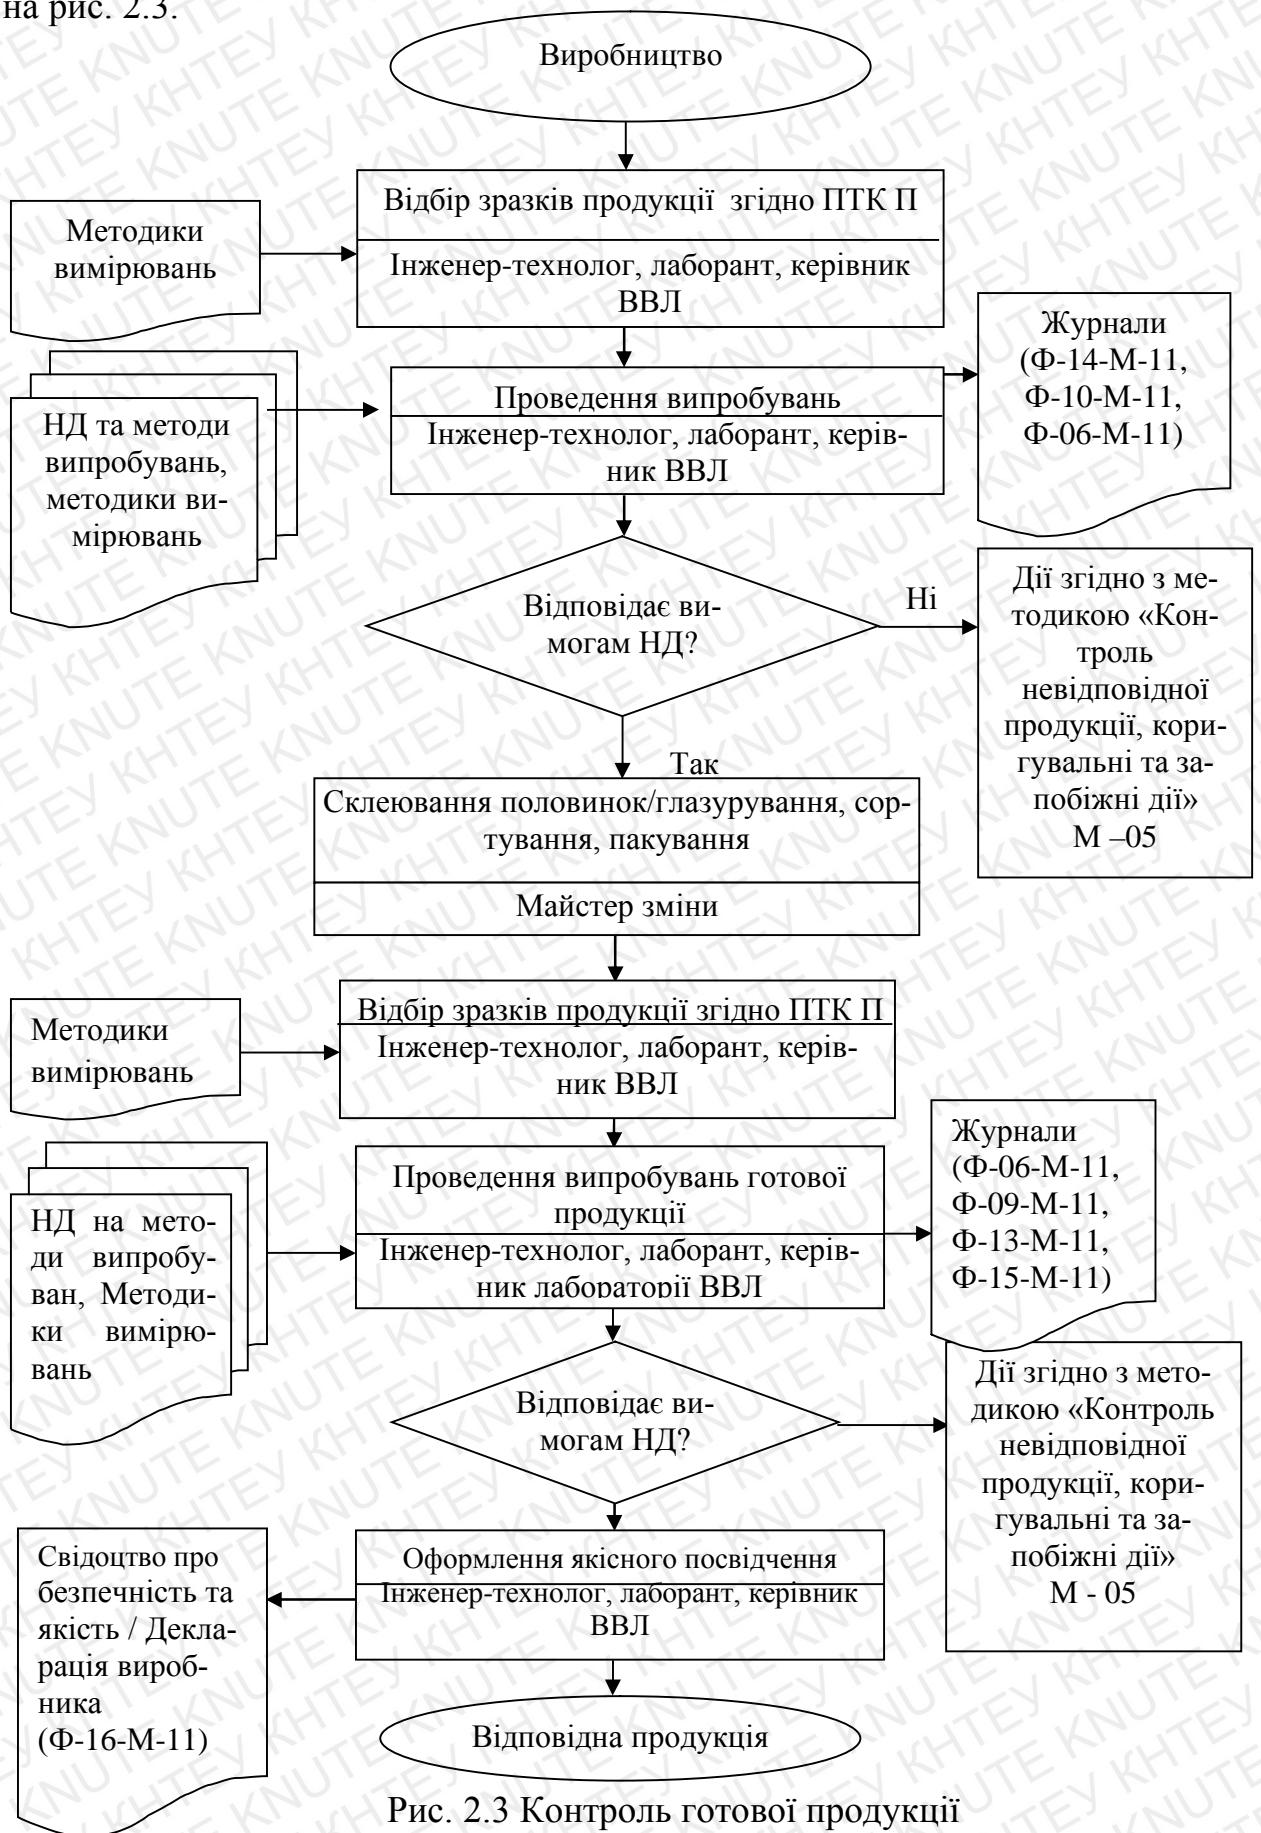 на рис. 2.3.
Виробництво
Відбір зразків продукції згідно ПТК П
Інженер-технолог, лаборант, керівник
ВВЛ
Методики
вимірювань
Журнали
(Ф-14-М-11,
Ф-10-М-11,
Ф-06-М-11)
Проведення випробувань
Інженер-технолог, лаборант, керів-
ник ВВЛ
НД та методи
випробувань,
методики ви-
мірювань
Відповідає ви-
могам НД?
Ні
Дії згідно з ме-
тодикою «Кон-
троль
невідповідної
продукції, кори-
гувальні та за-
побіжні дії»
М –05
Так
Склеювання половинок/глазурування, сор-
тування, пакування
Майстер зміни
Відбір зразків продукції згідно ПТК П
Інженер-технолог, лаборант, керів-
ник ВВЛ
Методики
вимірювань
Проведення випробувань готової
продукції
Інженер-технолог, лаборант, керів-
ник лабораторії ВВЛ
Журнали
(Ф-06-М-11,
Ф-09-М-11,
Ф-13-М-11,
Ф-15-М-11)
НД на мето-
ди випробу-
ван, Методи-
ки вимірю-
вань
Відповідає ви-
могам НД?
Дії згідно з мето-
дикою «Контроль
невідповідної
продукції, кори-
гувальні та за-
побіжні дії»
М - 05
Оформлення якісного посвідчення
Інженер-технолог, лаборант, керівник
ВВЛ
Свідоцтво про
безпечність та
якість / Декла-
рація вироб-
ника
(Ф-16-М-11)
Відповідна продукція
Рис. 2.3 Контроль готової продукції